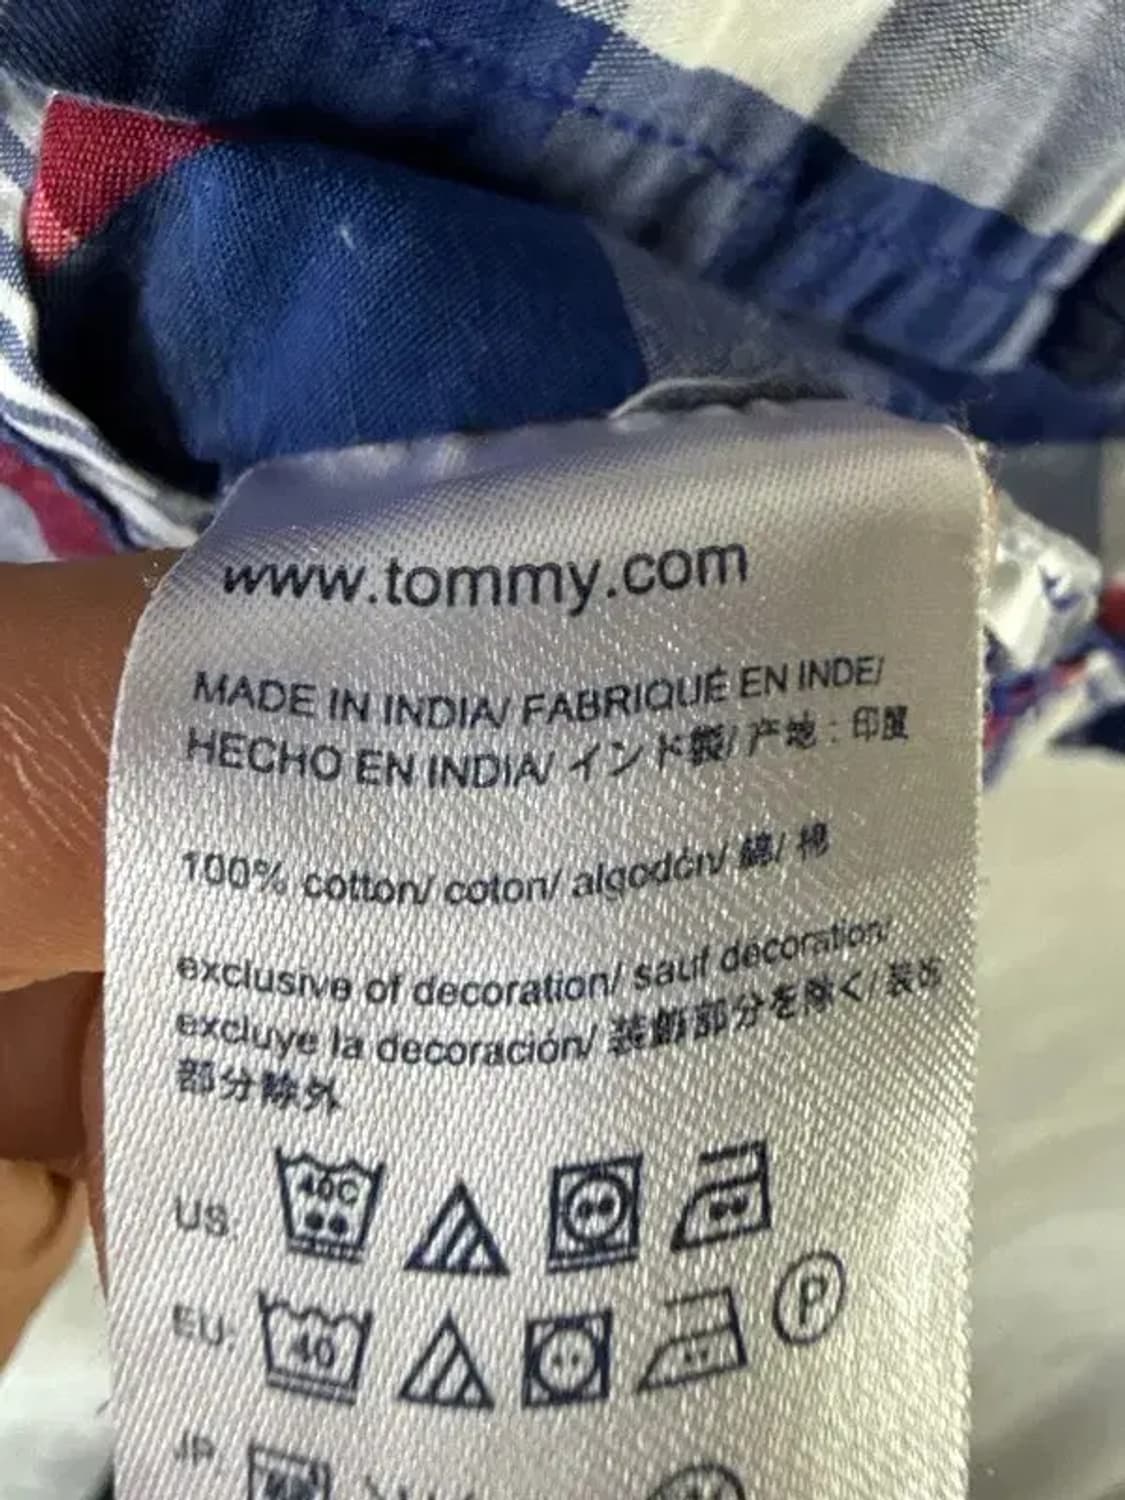 www.tommy.com
MADE IN INDIA/ FABRIQUÉ EN INDE/
HECHO EN INDIA/ インド製/ 产地 : 印度
100% cotton/ coton/ algodón/ 綿/ 棉
exclusive of decoration/ sauf décoration/
excluye la decoración/ 装飾部分を除く/ 装饰
部分除外
US: 40C
EU: 40 P
JP: